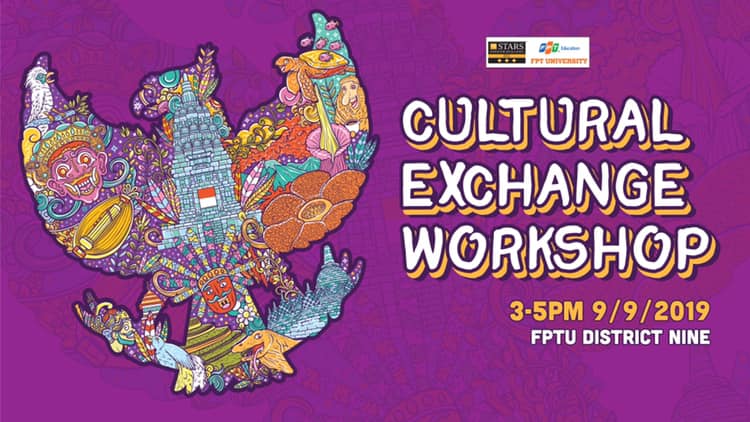 STARS
FPT Education
FPT UNIVERSITY
CULTURAL
EXCHANGE
WORKSHOP
3-5PM 9/9/2019
FPTU DISTRICT NINE